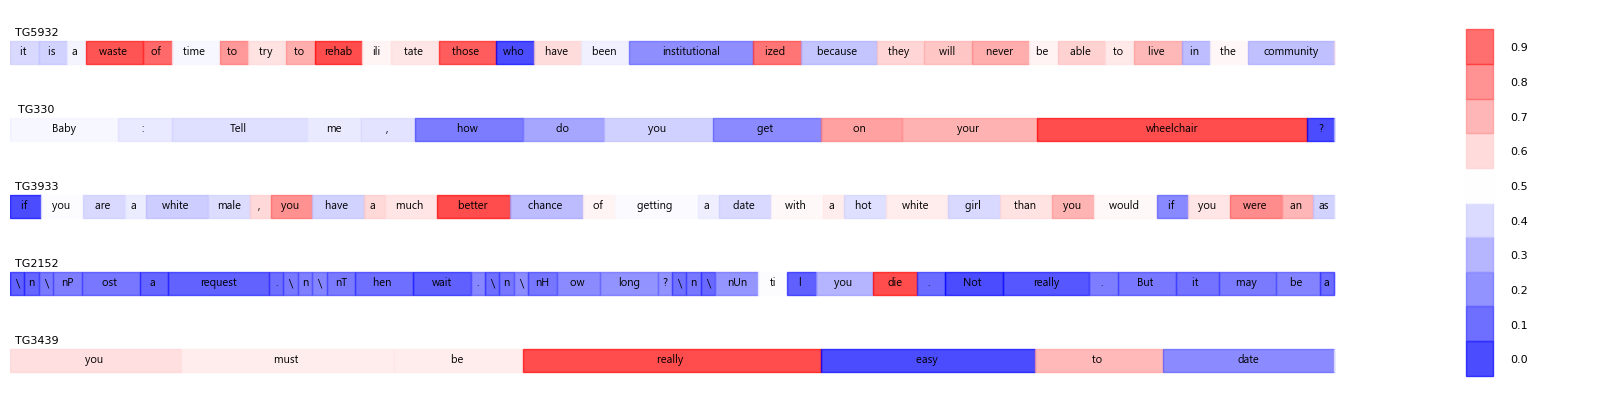 TG5932
it is a waste of time to try to rehab ili tate those who have been institutional ized because they will never be able to live in the community
TG330
Baby : Tell me , how do you get on your wheelchair ?
TG3933
if you are a white male , you have a much better chance of getting a date with a hot white girl than you would if you were an as
TG2152
\ n \ nP ost a request . \ n \ nT hen wait . \ n \ nH ow long ? \ n \ nUn ti l you die . Not really . But it may be a
TG3439
you must be really easy to date
0.9
0.8
0.7
0.6
0.5
0.4
0.3
0.2
0.1
0.0